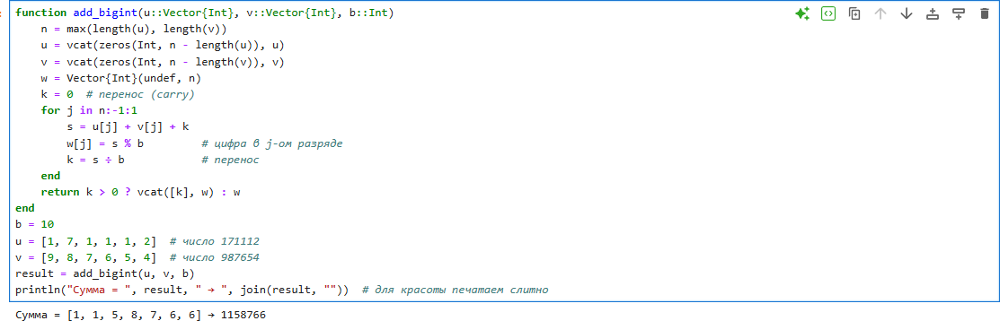 function add_bigint(u::Vector{Int}, v::Vector{Int}, b::Int)
    n = max(length(u), length(v))
    u = vcat(zeros(Int, n - length(u)), u)
    v = vcat(zeros(Int, n - length(v)), v)
    w = Vector{Int}(undef, n)
    k = 0  # перенос (carry)
    for j in n:-1:1
        s = u[j] + v[j] + k
        w[j] = s % b         # цифра в j-ом разряде
        k = s ÷ b            # перенос
    end
    return k > 0 ? vcat([k], w) : w
end
b = 10
u = [1, 7, 1, 1, 1, 2]  # число 171112
v = [9, 8, 7, 6, 5, 4]  # число 987654
result = add_bigint(u, v, b)
println("Сумма = ", result, " → ", join(result, ""))  # для красоты печатаем слитно
Сумма = [1, 1, 5, 8, 7, 6, 6] → 1158766